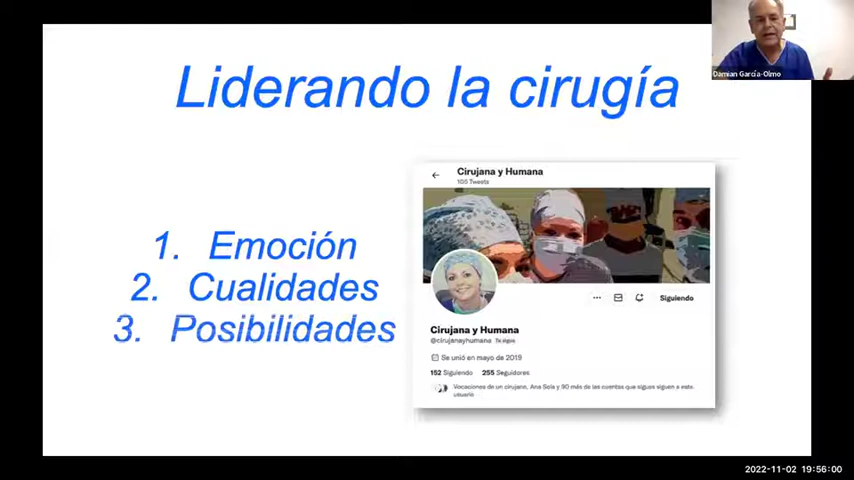 Damian García-Olmo
Liderando la cirugía
1. Emoción
2. Cualidades
3. Posibilidades
Cirujana y Humana
105 Tweets
Siguiendo
Cirujana y Humana
@cirujanayhumana Te sigue
Se unió en mayo de 2019
152 Siguiendo 255 Seguidores
Vocaciones de un cirujano, Ana Sola y 90 más de las cuentas que sigues siguen a este
usuario
2022-11-02 19:56:00